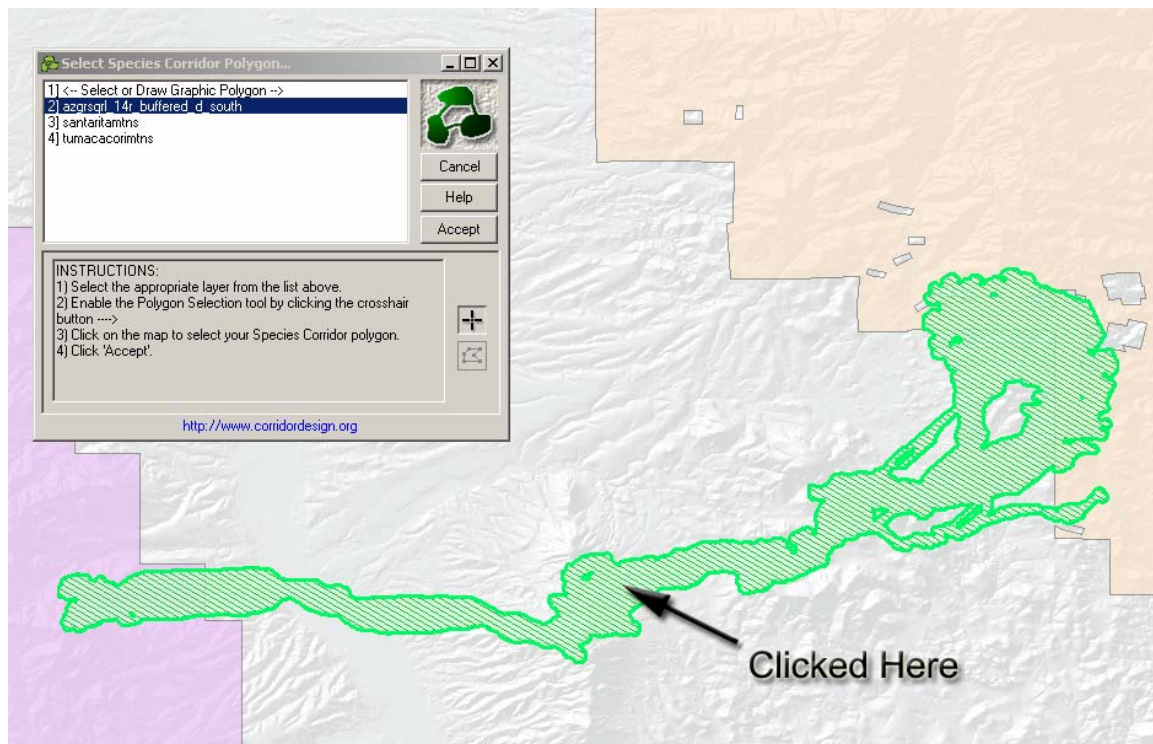 Select Species Corridor Polygon...
1] <-- Select or Draw Graphic Polygon -->
2] azgrsqrl_14r_buffered_d_south
3] santaritamtns
4] tumacacorimtns
Cancel
Help
Accept
INSTRUCTIONS:
1) Select the appropriate layer from the list above.
2) Enable the Polygon Selection tool by clicking the crosshair
button ---->
3) Click on the map to select your Species Corridor polygon.
4) Click 'Accept'.
http://www.corridordesign.org
Clicked Here